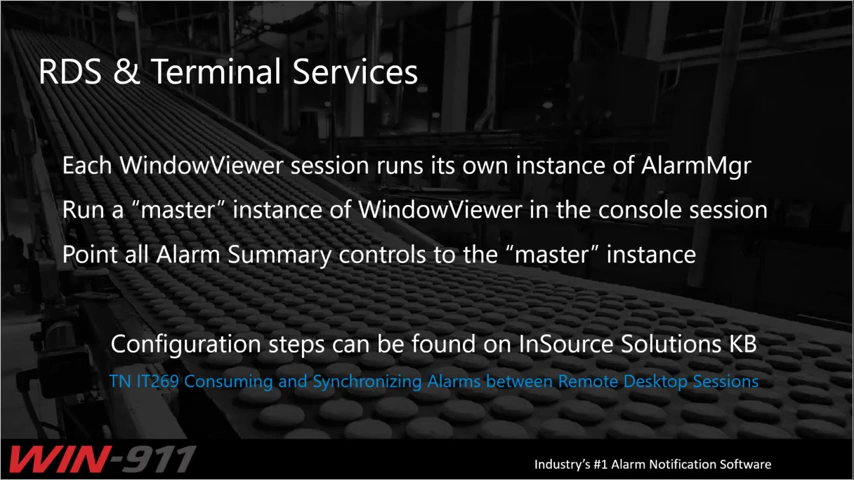 RDS & Terminal Services
Each WindowViewer session runs its own instance of AlarmMgr
Run a “master” instance of WindowViewer in the console session
Point all Alarm Summary controls to the “master” instance
Configuration steps can be found on InSource Solutions KB
TN IT269 Consuming and Synchronizing Alarms between Remote Desktop Sessions
WIN-911
Industry’s #1 Alarm Notification Software